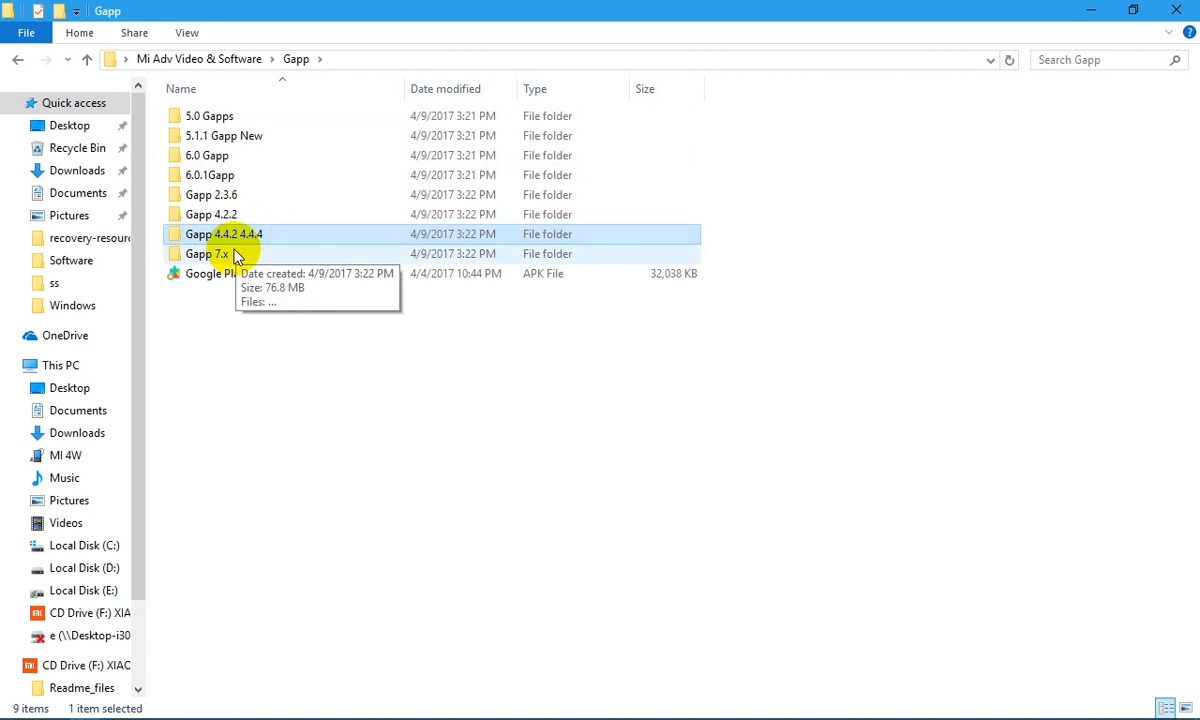 Gapp
File Home Share View
Mi Adv Video & Software Gapp Search Gapp
Name Date modified Type Size
Quick access
Desktop
Recycle Bin
Downloads
Documents
Pictures
recovery-resourc
Software
ss
Windows
OneDrive
This PC
Desktop
Documents
Downloads
MI 4W
Music
Pictures
Videos
Local Disk (C:)
Local Disk (D:)
Local Disk (E:)
CD Drive (F:) XIA
e (\\Desktop-i30
CD Drive (F:) XIAC
Readme_files
5.0 Gapps 4/9/2017 3:21 PM File folder
5.1.1 Gapp New 4/9/2017 3:21 PM File folder
6.0 Gapp 4/9/2017 3:21 PM File folder
6.0.1Gapp 4/9/2017 3:21 PM File folder
Gapp 2.3.6 4/9/2017 3:22 PM File folder
Gapp 4.2.2 4/9/2017 3:22 PM File folder
Gapp 4.4.2 4.4.4 4/9/2017 3:22 PM File folder
Gapp 7.x 4/9/2017 3:22 PM File folder
Google Pl 4/4/2017 10:44 PM APK File 32,038 KB
Date created: 4/9/2017 3:22 PM
Size: 76.8 MB
Files: ...
9 items 1 item selected